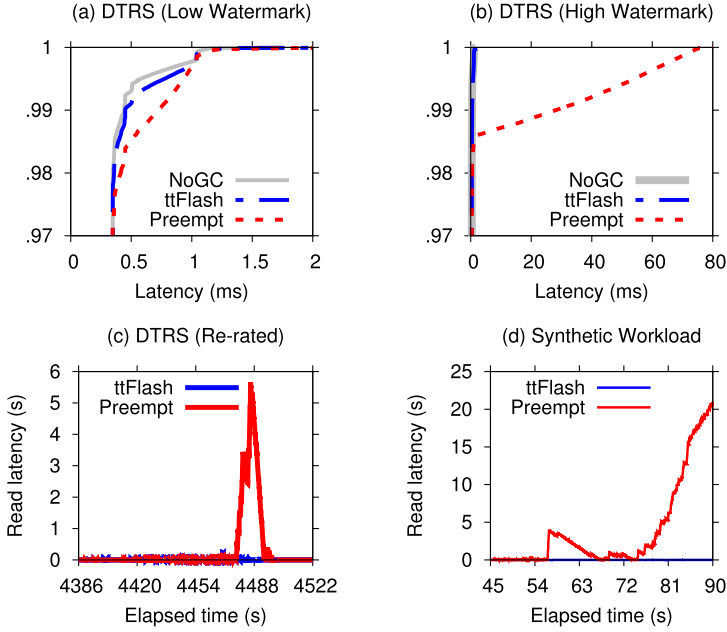 (a) DTRS (Low Watermark)
1
.99
.98
.97
NoGC
ttFlash
Preempt
0 0.5 1 1.5 2
Latency (ms)
(b) DTRS (High Watermark)
1
.99
.98
.97
NoGC
ttFlash
Preempt
0 20 40 60 80
Latency (ms)
(c) DTRS (Re-rated)
Read latency (s)
6
5
4
3
2
1
0
ttFlash
Preempt
4386 4420 4454 4488 4522
Elapsed time (s)
(d) Synthetic Workload
Read latency (s)
25
20
15
10
5
0
ttFlash
Preempt
45 54 63 72 81 90
Elapsed time (s)